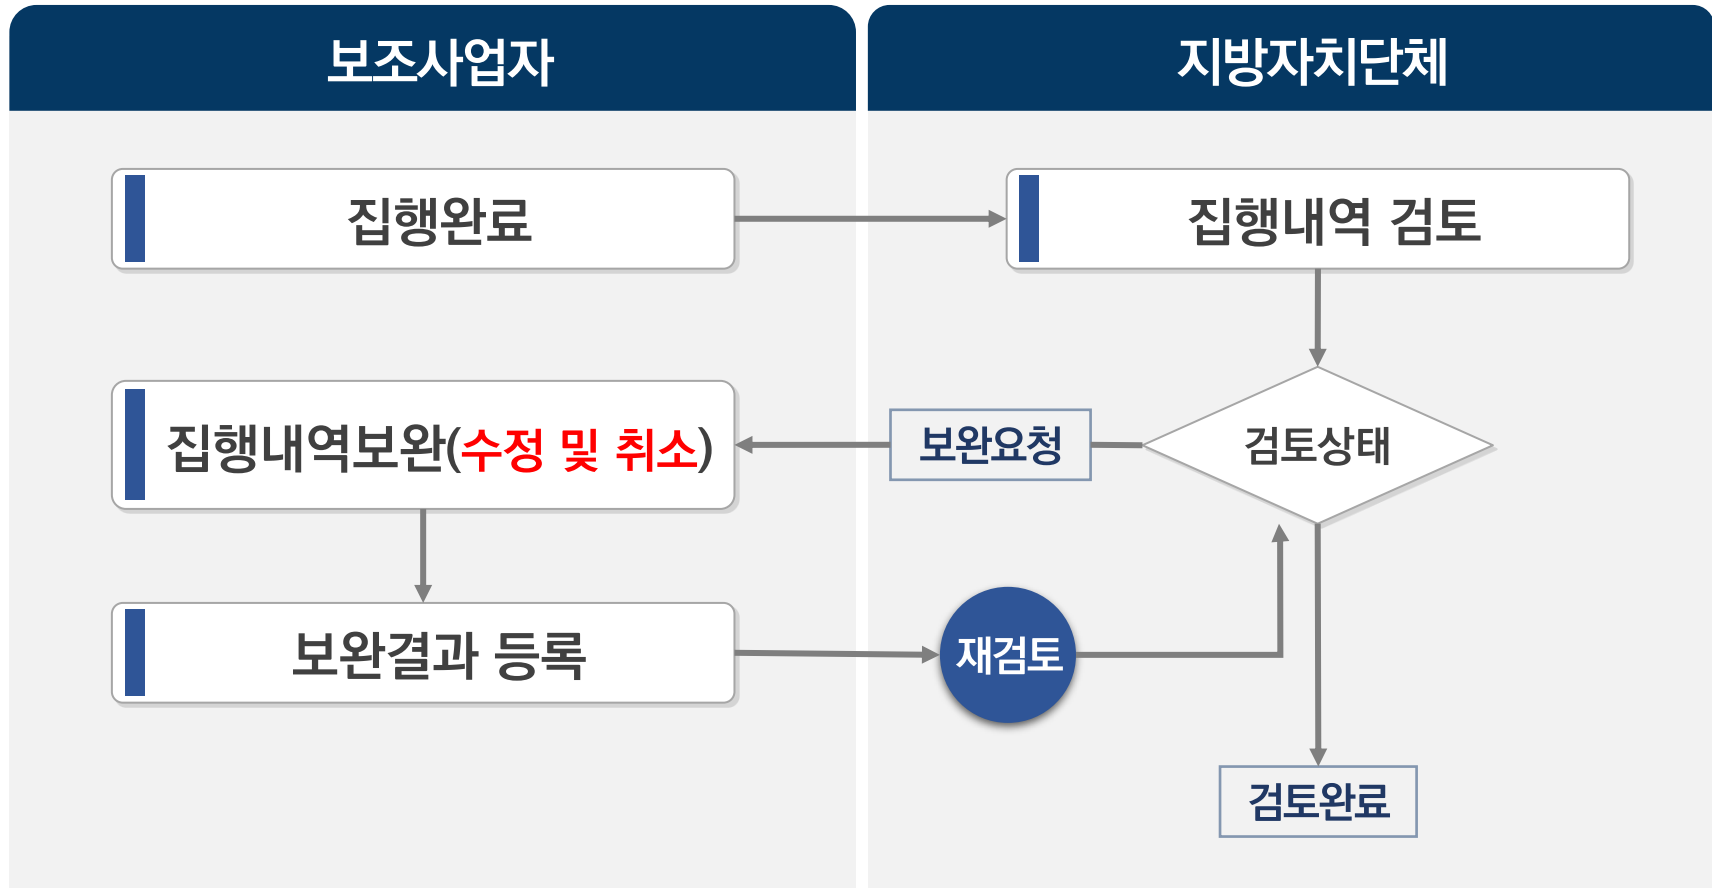 보조사업자
지방자치단체
집행완료
집행내역 검토
집행내역보완(수정 및 취소)
보완요청
검토상태
보완결과 등록
재검토
검토완료